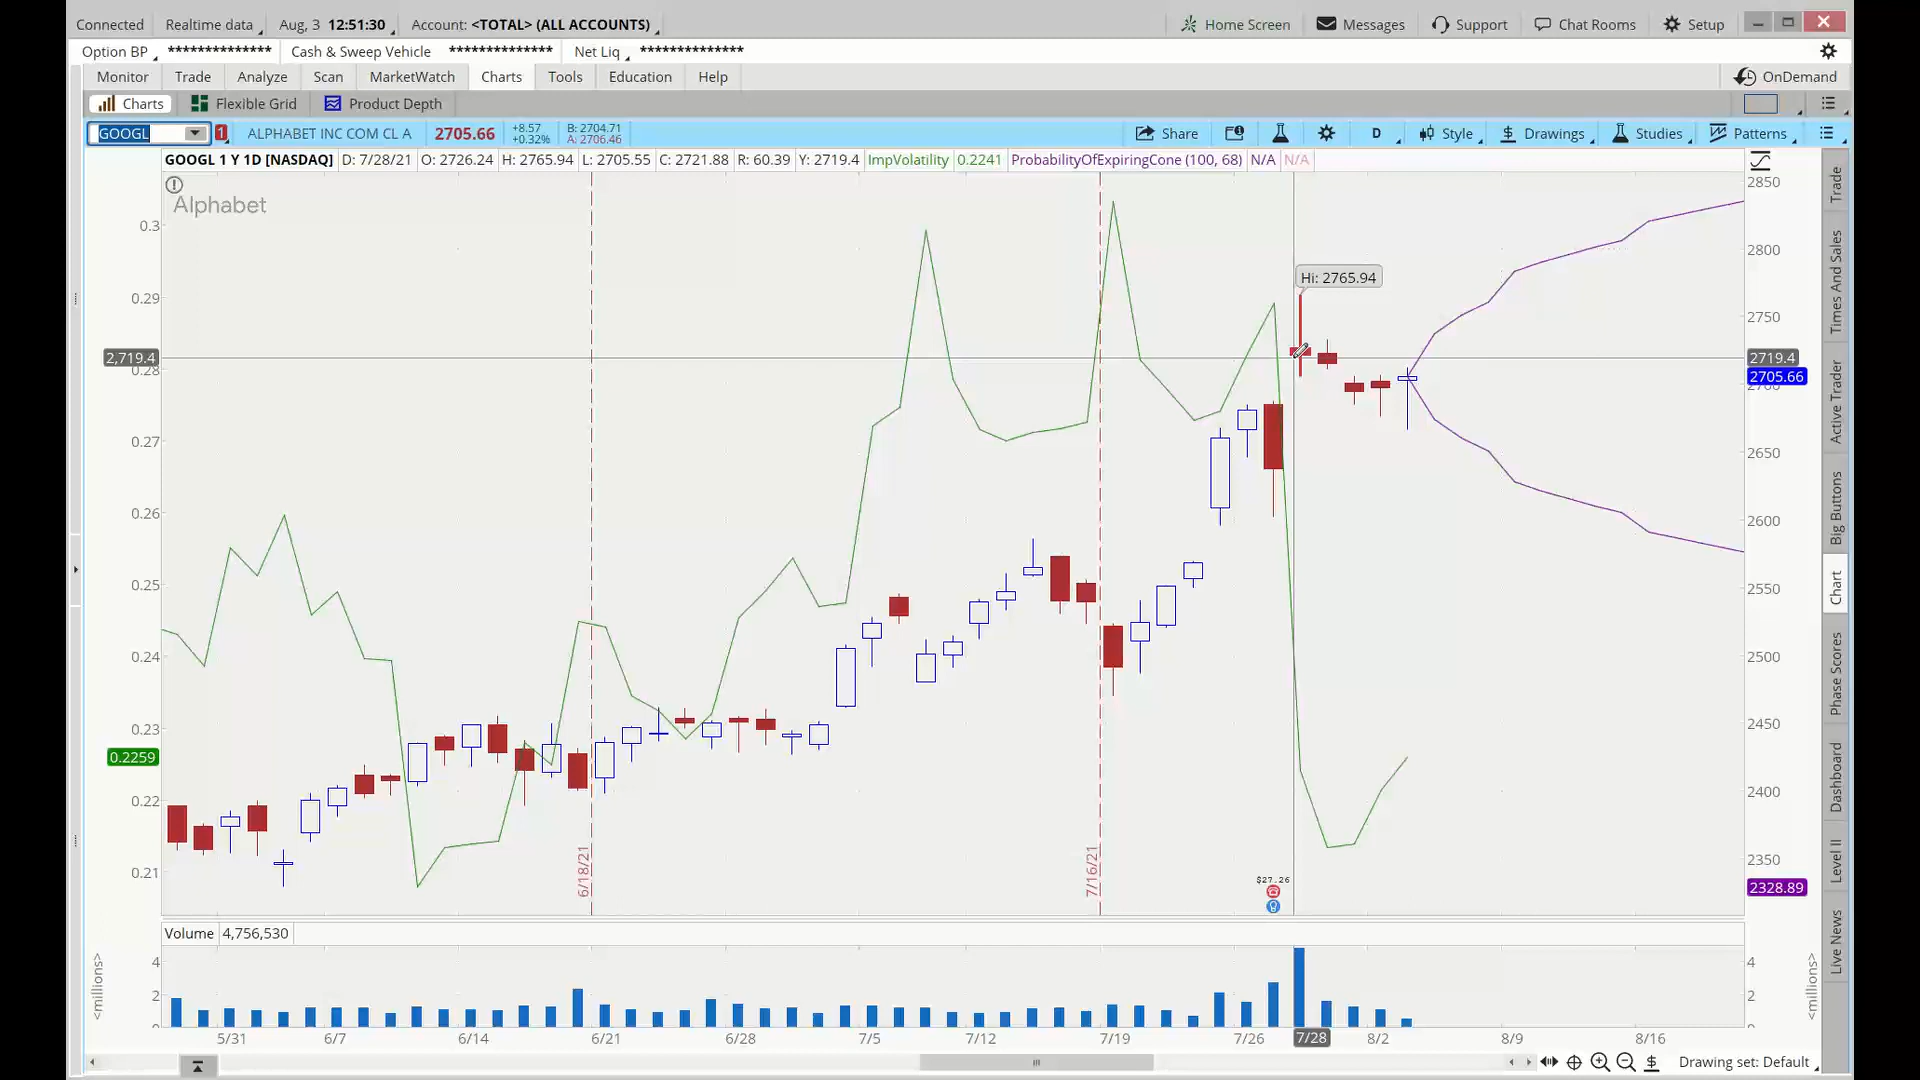 Connected Realtime data Aug, 3 12:51:30 Account: <TOTAL> (ALL ACCOUNTS) Home Screen Messages Support Chat Rooms Setup
Option BP ************** Cash & Sweep Vehicle ************** Net Liq **************
Monitor Trade Analyze Scan MarketWatch Charts Tools Education Help OnDemand
Charts Flexible Grid Product Depth
GOOGL 1 ALPHABET INC COM CL A 2705.66 +8.57 +0.32% B: 2704.71 A: 2706.46 Share D Style Drawings Studies Patterns
GOOGL 1 Y 1D [NASDAQ] D: 7/28/21 O: 2726.24 H: 2765.94 L: 2705.55 C: 2721.88 R: 60.39 Y: 2719.4 ImpVolatility 0.2241 ProbabilityOfExpiringCone (100, 68) N/A N/A
Alphabet
0.3
0.29
2,719.4
0.28
0.27
0.26
0.25
0.24
0.23
0.2259
0.22
0.21
Hi: 2765.94
6/18/21
7/16/21
$27.26
2850
2800
2750
2719.4
2705.66
2700
2650
2600
2550
2500
2450
2400
2350
2328.89
Volume 4,756,530
<millions>
4
2
0
4
2
0
<millions>
5/31 6/7 6/14 6/21 6/28 7/5 7/12 7/19 7/26 7/28 8/2 8/9 8/16
Drawing set: Default
Trade
Times And Sales
Active Trader
Big Buttons
Chart
Phase Scores
Dashboard
Level II
Live News